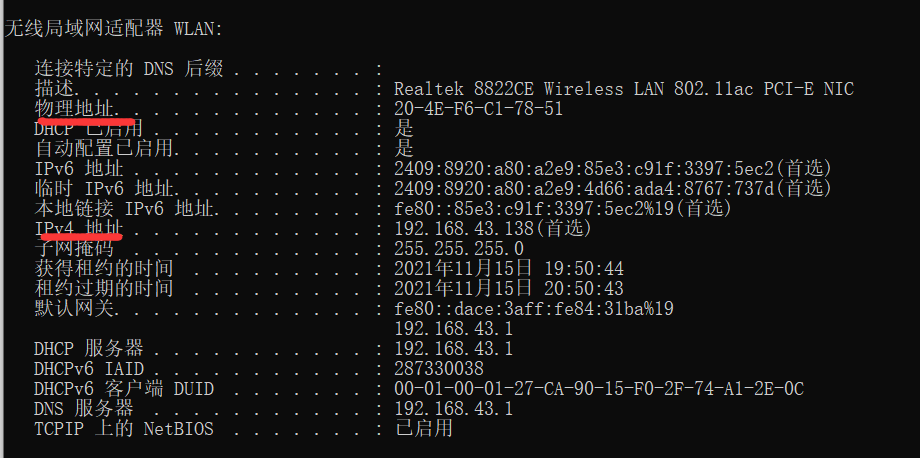 无线局域网适配器 WLAN:
连接特定的 DNS 后缀 . . . . . . . :
描述. . . . . . . . . . . . . . . : Realtek 8822CE Wireless LAN 802.11ac PCI-E NIC
物理地址. . . . . . . . . . . . . : 20-4E-F6-C1-78-51
DHCP 已启用 . . . . . . . . . . . : 是
自动配置已启用. . . . . . . . . . : 是
IPv6 地址 . . . . . . . . . . . . : 2409:8920:a80:a2e9:85e3:c91f:3397:5ec2(首选)
临时 IPv6 地址. . . . . . . . . . : 2409:8920:a80:a2e9:4d66:ada4:8767:737d(首选)
本地链接 IPv6 地址. . . . . . . . : fe80::85e3:c91f:3397:5ec2%19(首选)
IPv4 地址 . . . . . . . . . . . . : 192.168.43.138(首选)
子网掩码 . . . . . . . . . . . . : 255.255.255.0
获得租约的时间 . . . . . . . . . : 2021年11月15日 19:50:44
租约过期的时间 . . . . . . . . . : 2021年11月15日 20:50:43
默认网关. . . . . . . . . . . . . : fe80::dace:3aff:fe84:31ba%19
192.168.43.1
DHCP 服务器 . . . . . . . . . . . : 192.168.43.1
DHCPv6 IAID . . . . . . . . . . . : 287330038
DHCPv6 客户端 DUID . . . . . . . : 00-01-00-01-27-CA-90-15-F0-2F-74-A1-2E-0C
DNS 服务器 . . . . . . . . . . . : 192.168.43.1
TCPIP 上的 NetBIOS . . . . . . . : 已启用